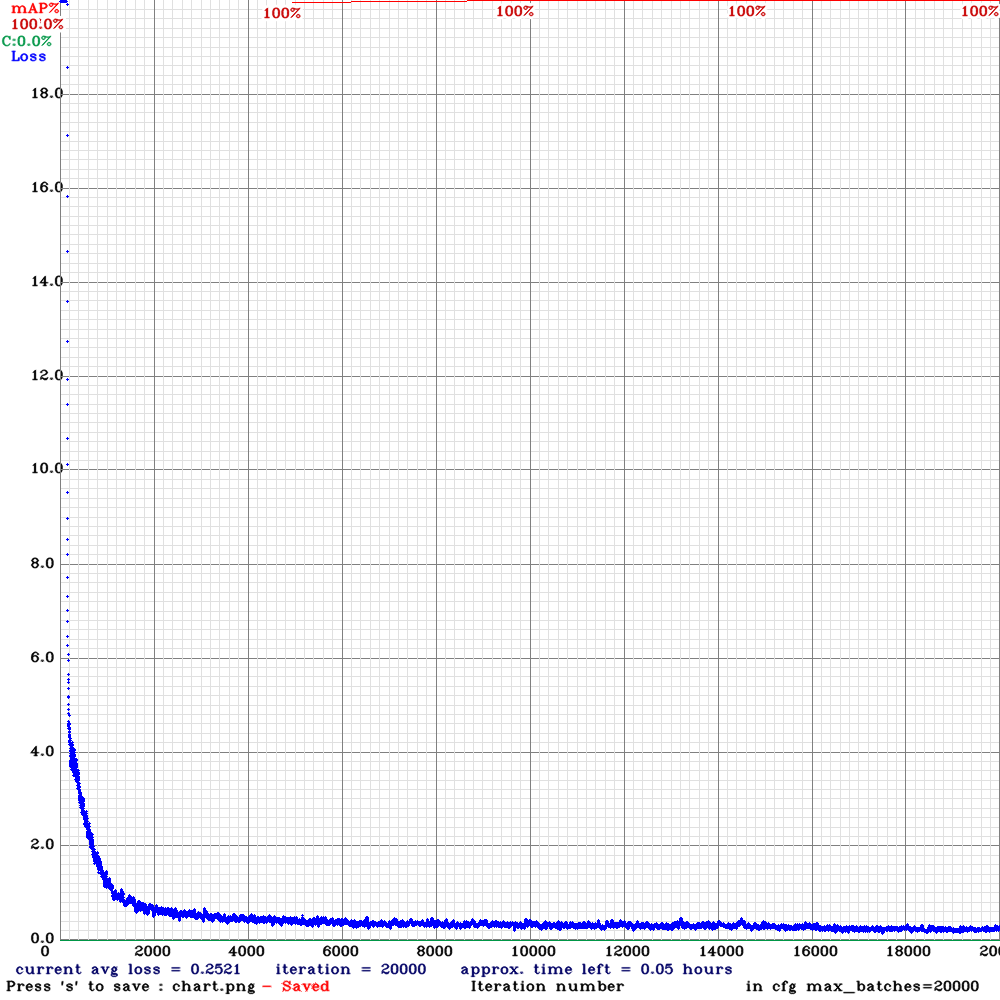 mAP% 100% 100% 100% 100%
100.0%
C:0.0%
Loss
18.0
16.0
14.0
12.0
10.0
8.0
6.0
4.0
2.0
0.0
0 2000 4000 6000 8000 10000 12000 14000 16000 18000 200
current avg loss = 0.2521 iteration = 20000 approx. time left = 0.05 hours
Press 's' to save : chart.png - Saved Iteration number in cfg max_batches=20000